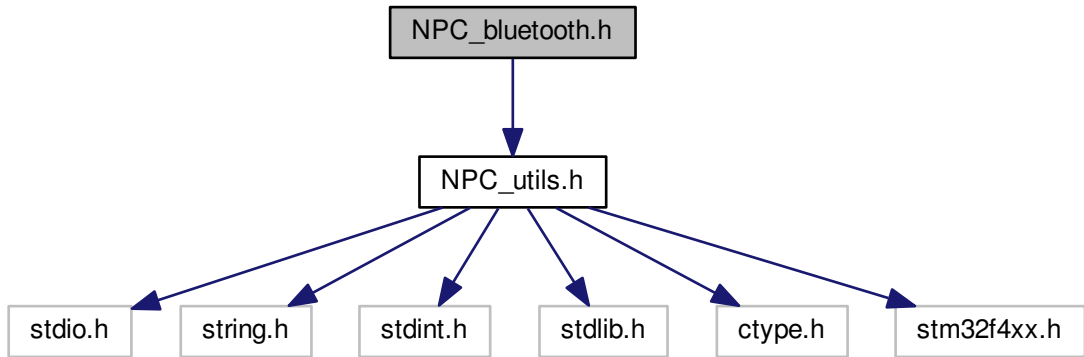 NPC_bluetooth.h
NPC_utils.h
stdio.h
string.h
stdint.h
stdlib.h
ctype.h
stm32f4xx.h